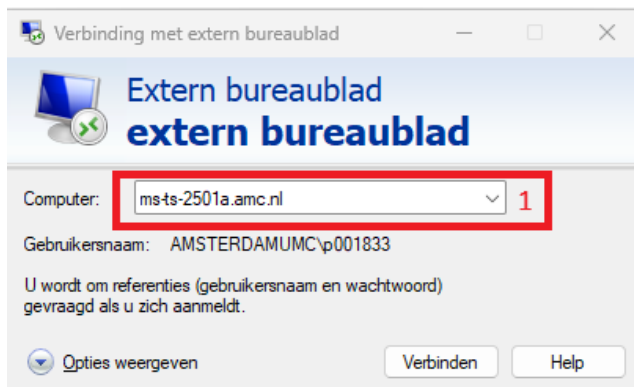 Verbinding met extern bureaublad
Extern bureaublad
extern bureaublad
Computer: ms-ts-2501a.amc.nl 1
Gebruikersnaam: AMSTERDAMUMC\p001833
U wordt om referenties (gebruikersnaam en wachtwoord)
gevraagd als u zich aanmeldt.
Opties weergeven Verbinden Help